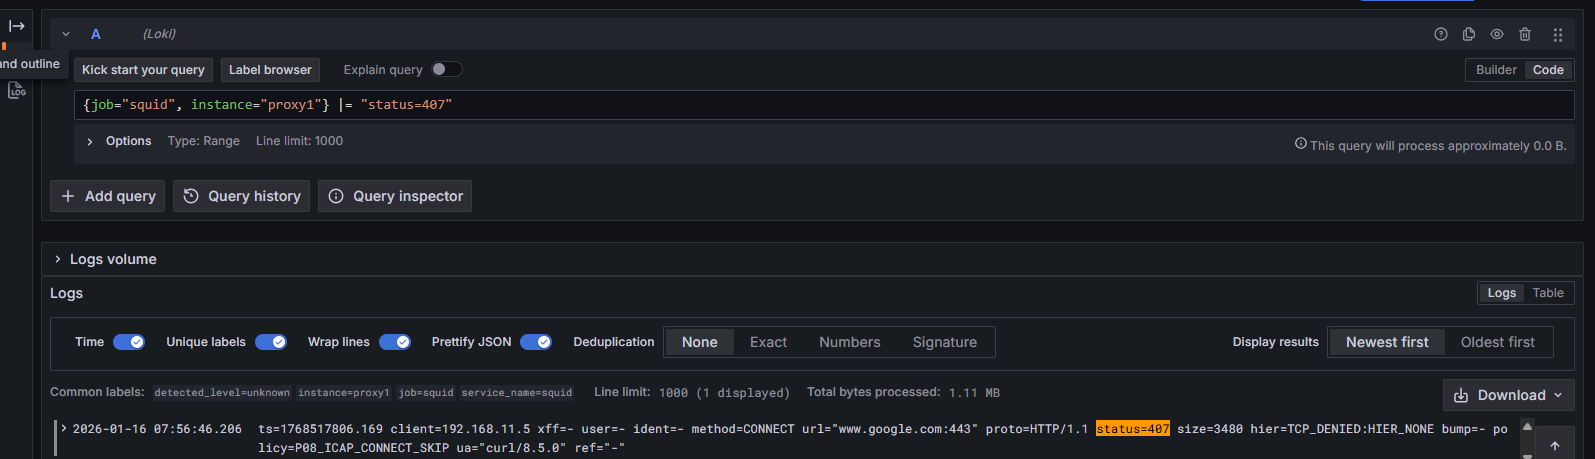 A (Loki)
and outline
Kick start your query Label browser Explain query Builder Code
LOG
{job="squid", instance="proxy1"} |= "status=407"
Options Type: Range Line limit: 1000 This query will process approximately 0.0 B.
+ Add query Query history Query inspector
Logs volume
Logs Logs Table
Time Unique labels Wrap lines Prettify JSON Deduplication None Exact Numbers Signature Display results Newest first Oldest first
Common labels: detected_level=unknown instance=proxy1 job=squid service_name=squid Line limit: 1000 (1 displayed) Total bytes processed: 1.11 MB Download
2026-01-16 07:56:46.206 ts=1768517806.169 client=192.168.11.5 xff=- user=- ident=- method=CONNECT url="www.google.com:443" proto=HTTP/1.1 status=407 size=3480 hier=TCP_DENIED:HIER_NONE bump=- po
licy=P08_ICAP_CONNECT_SKIP ua="curl/8.5.0" ref="-"